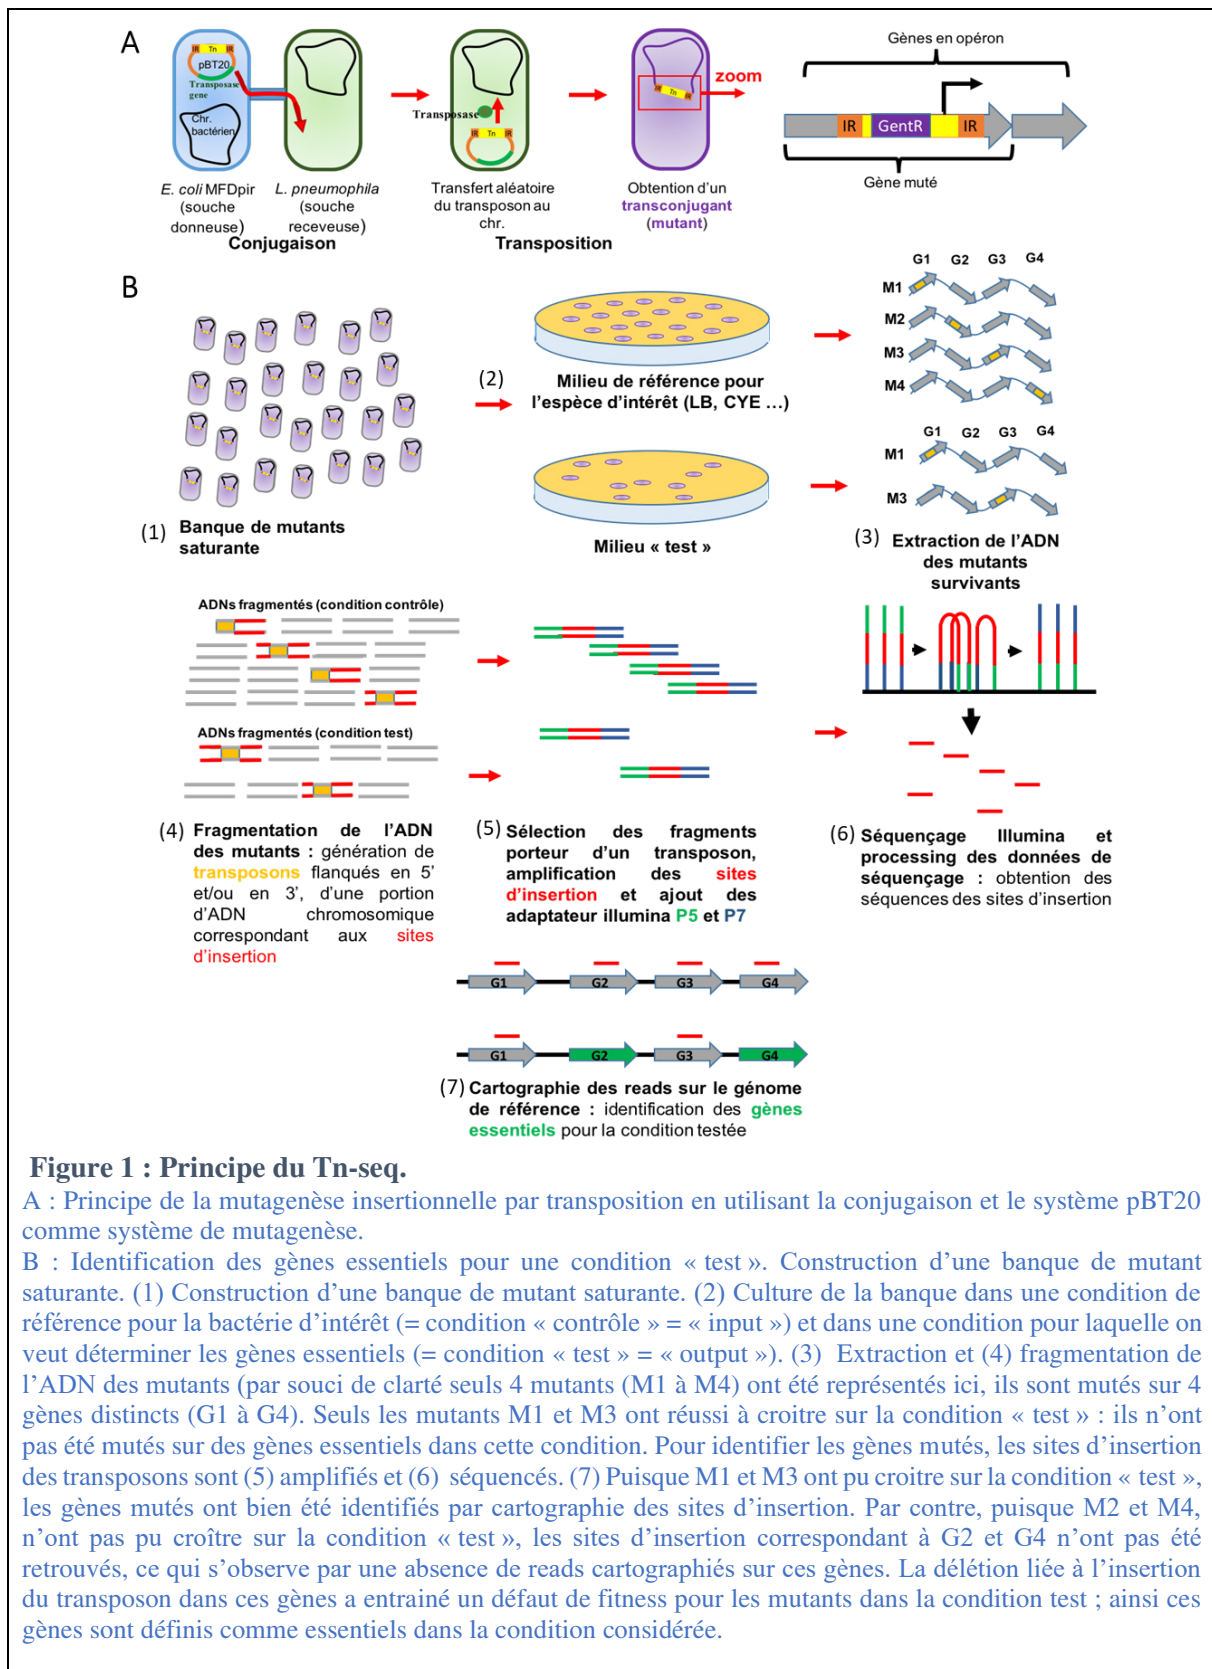 A
IR Tn IR
pBT20
Transposase
gene
Chr.
bactérien
E. coli MFDpir
(souche
donneuse)
L. pneumophila
(souche
receveuse)
Conjugaison
Transposase
IR Tn IR
Transfert aléatoire
du transposon au
chr.
Transposition
IR Tn IR
zoom
Obtention d’un
transconjugant
(mutant)
Gènes en opéron
IR GentR IR
Gène muté
B
(1) Banque de mutants
saturante
(2)
Milieu de référence pour
l’espèce d’intérêt (LB, CYE …)
Milieu « test »
G1 G2 G3 G4
M1
M2
M3
M4
G1 G2 G3 G4
M1
M3
(3) Extraction de l’ADN
des mutants
survivants
ADNs fragmentés (condition contrôle)
ADNs fragmentés (condition test)
(4) Fragmentation de l’ADN
des mutants : génération de
transposons flanqués en 5’
et/ou en 3’, d’une portion
d’ADN chromosomique
correspondant aux sites
d’insertion
(5) Sélection des fragments
porteur d’un transposon,
amplification des sites
d’insertion et ajout des
adaptateur illumina P5 et P7
(6) Séquençage Illumina et
processing des données de
séquençage : obtention des
séquences des sites d’insertion
G1 G2 G3 G4
G1 G2 G3 G4
(7) Cartographie des reads sur le génome
de référence : identification des gènes
essentiels pour la condition testée
Figure 1 : Principe du Tn-seq.
A : Principe de la mutagenèse insertionnelle par transposition en utilisant la conjugaison et le système pBT20
comme système de mutagenèse.
B : Identification des gènes essentiels pour une condition « test ». Construction d’une banque de mutant
saturante. (1) Construction d’une banque de mutant saturante. (2) Culture de la banque dans une condition de
référence pour la bactérie d’intérêt (= condition « contrôle » = « input ») et dans une condition pour laquelle on
veut déterminer les gènes essentiels (= condition « test » = « output »). (3) Extraction et (4) fragmentation de
l’ADN des mutants (par souci de clarté seuls 4 mutants (M1 à M4) ont été représentés ici, ils sont mutés sur 4
gènes distincts (G1 à G4). Seuls les mutants M1 et M3 ont réussi à croitre sur la condition « test » : ils n’ont
pas été mutés sur des gènes essentiels dans cette condition. Pour identifier les gènes mutés, les sites d’insertion
des transposons sont (5) amplifiés et (6) séquencés. (7) Puisque M1 et M3 ont pu croitre sur la condition « test »,
les gènes mutés ont bien été identifiés par cartographie des sites d’insertion. Par contre, puisque M2 et M4,
n’ont pas pu croître sur la condition « test », les sites d’insertion correspondant à G2 et G4 n’ont pas été
retrouvés, ce qui s’observe par une absence de reads cartographiés sur ces gènes. La délétion liée à l’insertion
du transposon dans ces gènes a entrainé un défaut de fitness pour les mutants dans la condition test ; ainsi ces
gènes sont définis comme essentiels dans la condition considérée.